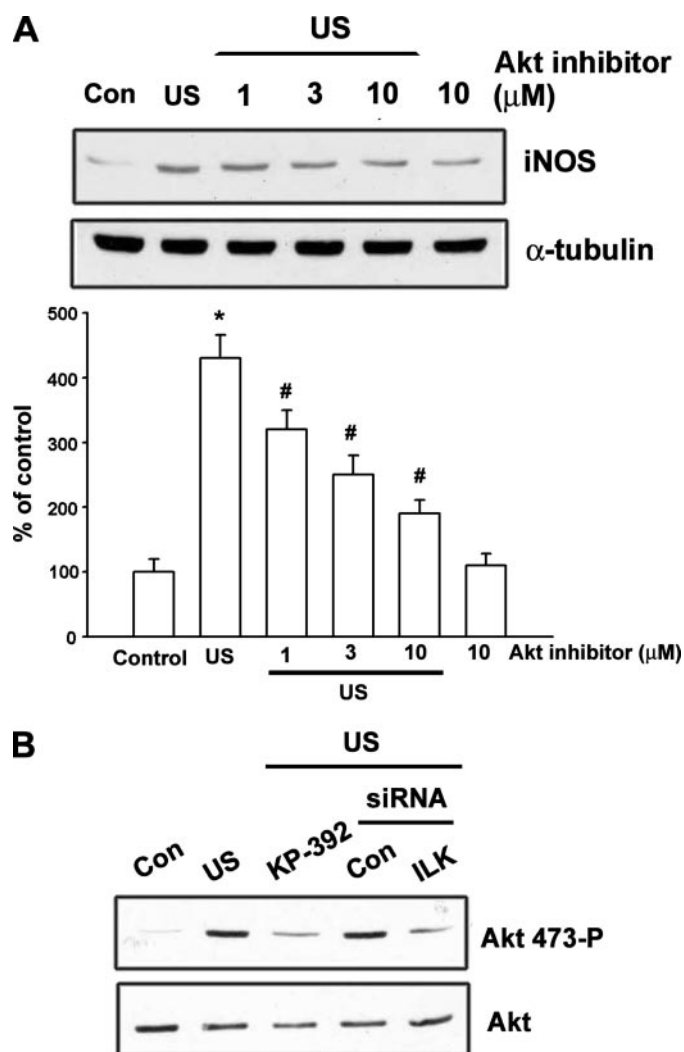 A
US
Akt inhibitor
Con US 1 3 10 10 (μM)
iNOS
α-tubulin
500
*
400
#
#
300
#
200
100
0
% of control
Control US 1 3 10 10 Akt inhibitor (μM)
US
B
US
siRNA
Con US KP-392 Con ILK
Akt 473-P
Akt